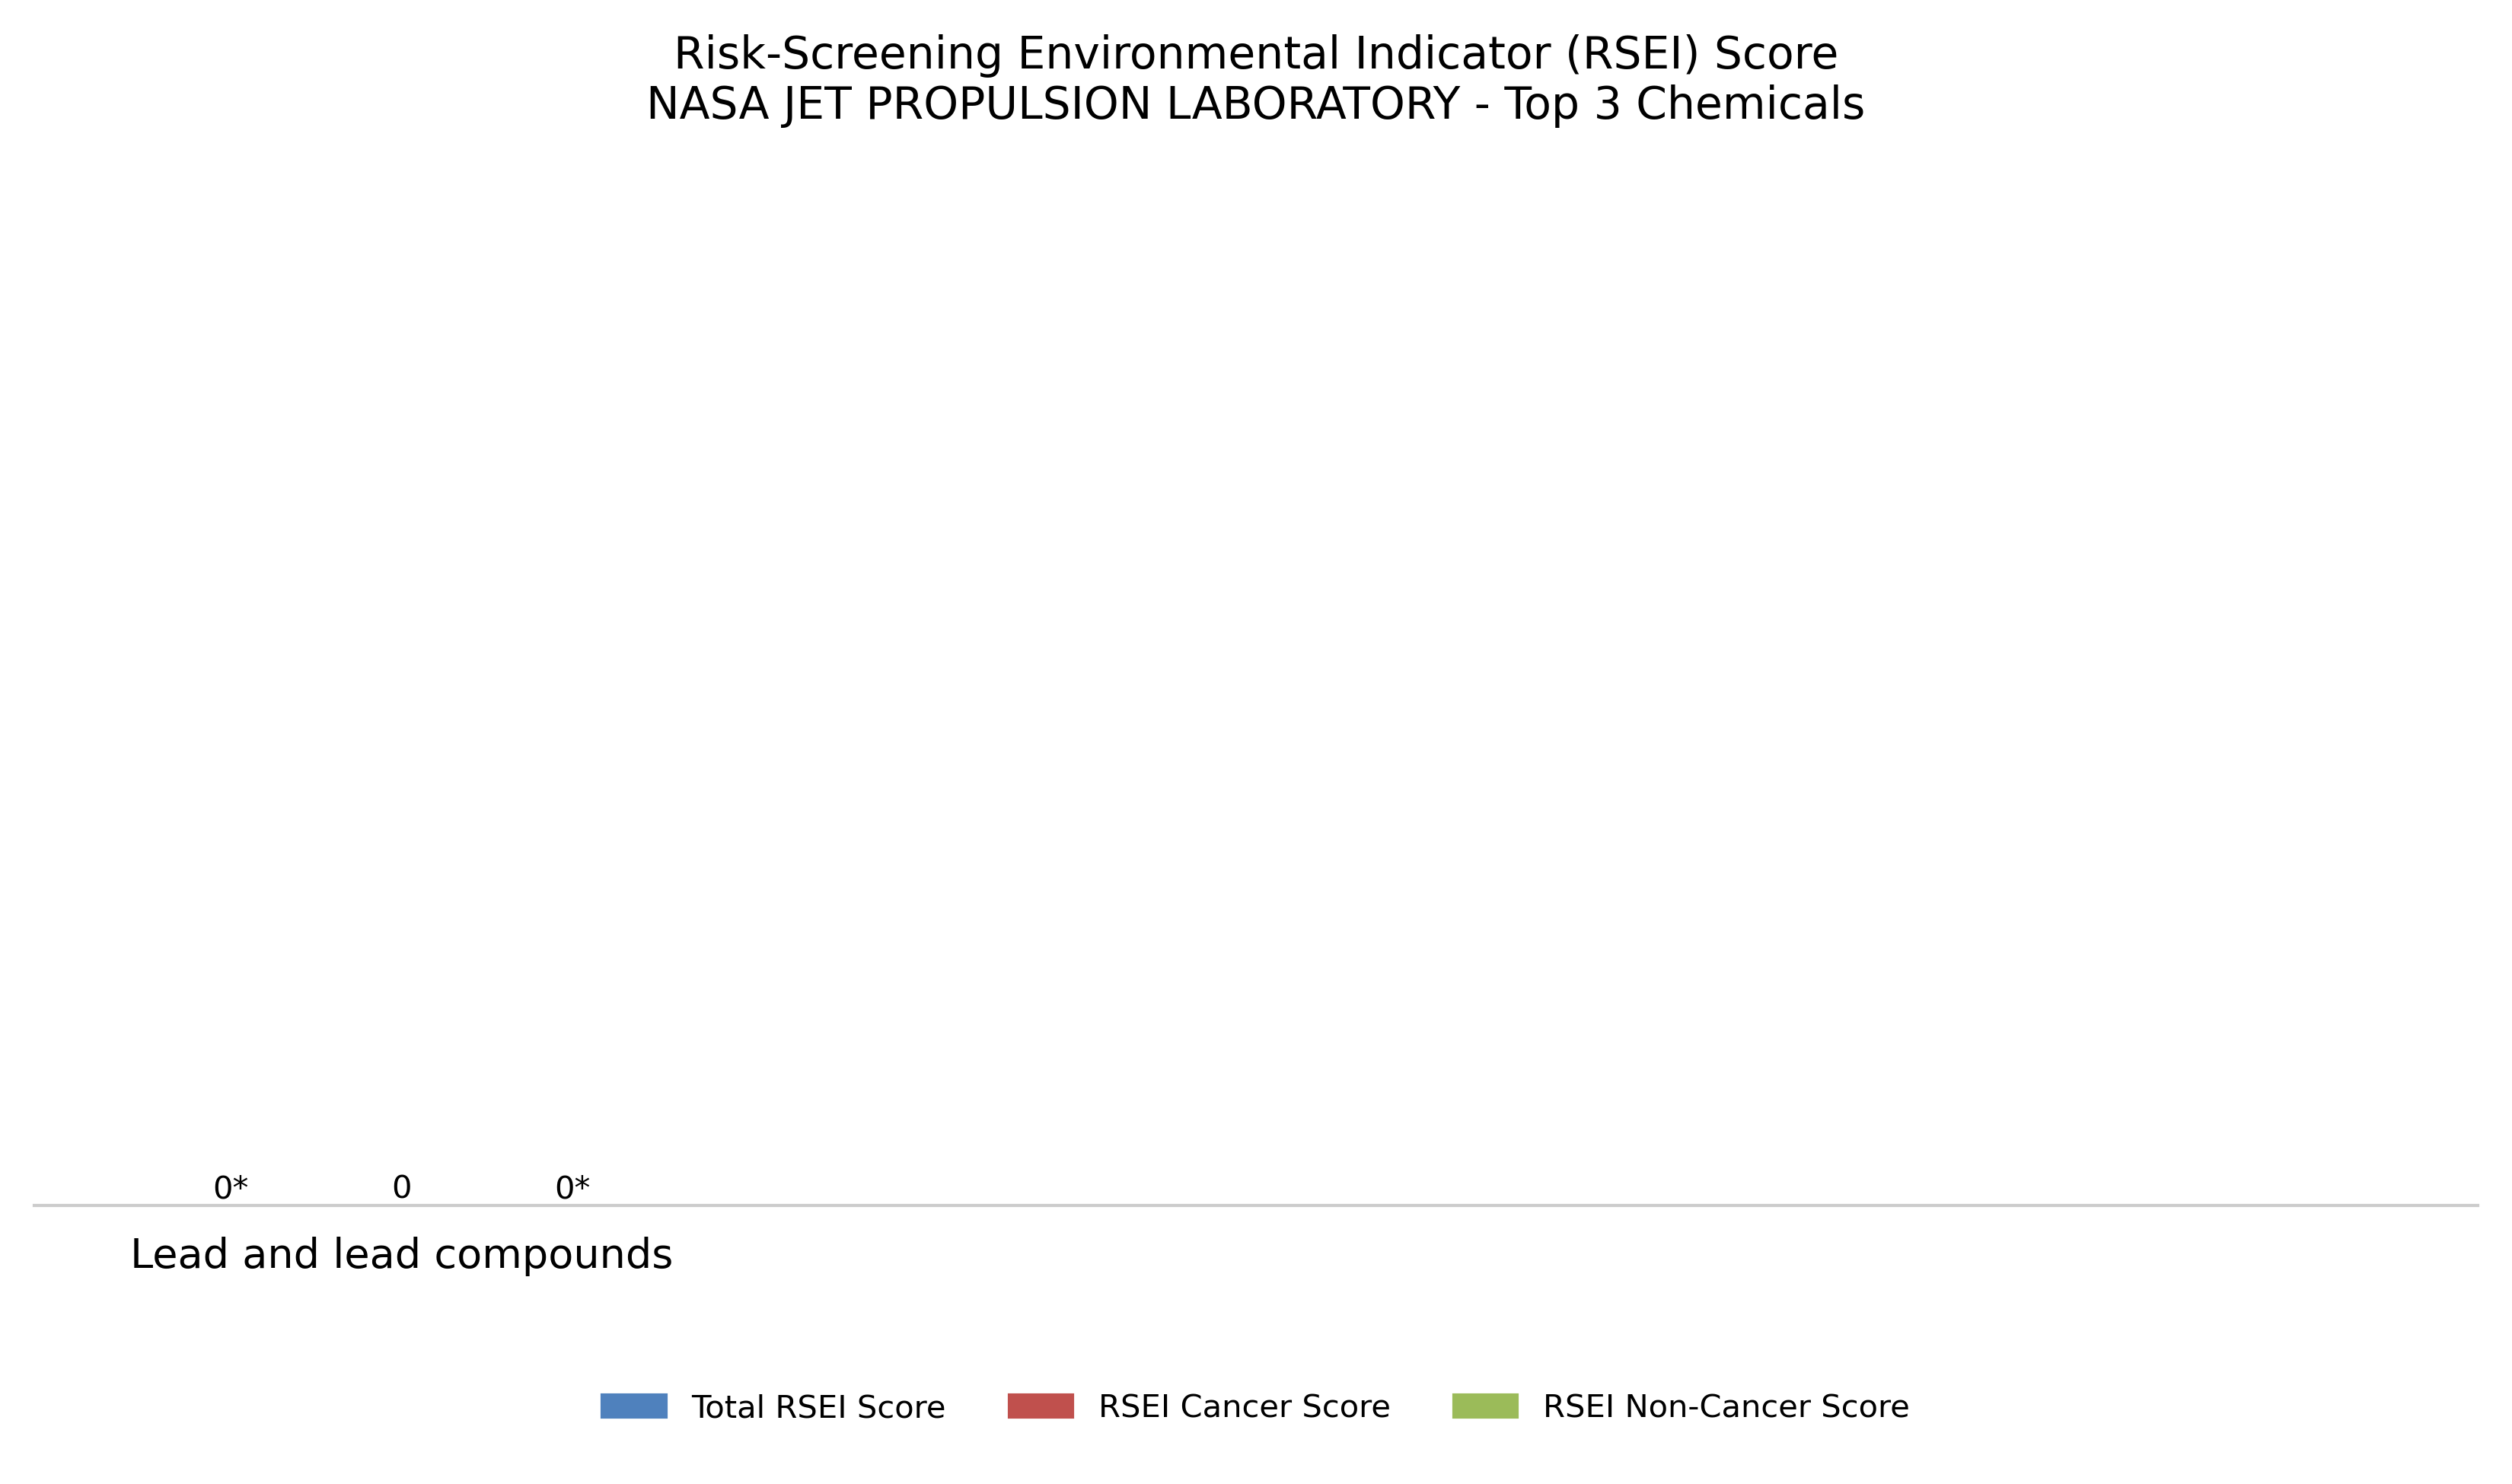 Risk-Screening Environmental Indicator (RSEI) Score
NASA JET PROPULSION LABORATORY - Top 3 Chemicals
0* 0 0*
Lead and lead compounds
Total RSEI Score RSEI Cancer Score RSEI Non-Cancer Score